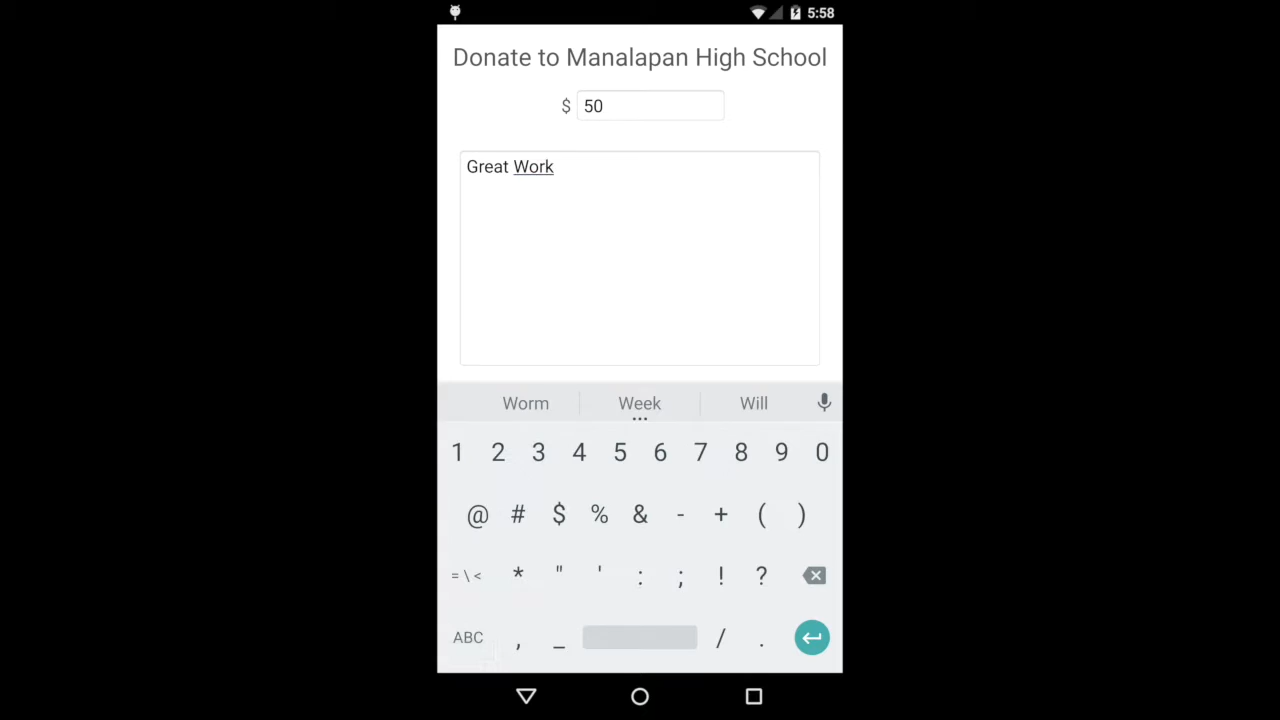 5:58
Donate to Manalapan High School
$ 50
Great Work
Worm Week Will
1 2 3 4 5 6 7 8 9 0
@ # $ % & - + ( )
= \ < * " ' : ; ! ?
ABC , _ / .